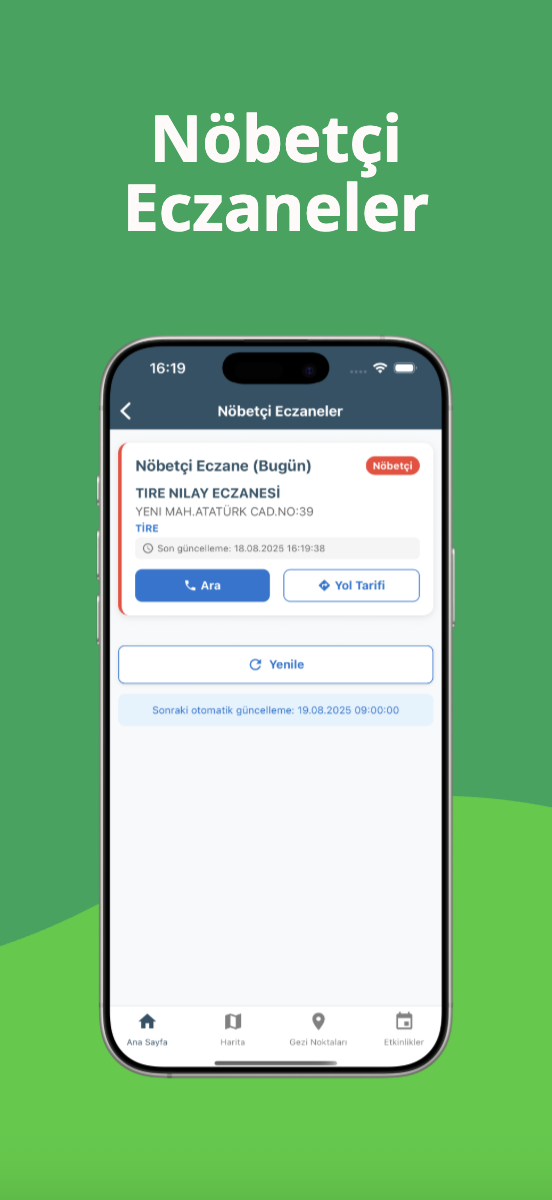 Nöbetçi
Eczaneler
16:19
Nöbetçi Eczaneler
Nöbetçi Eczane (Bugün)
Nöbetçi
TIRE NILAY ECZANESİ
YENI MAH.ATATÜRK CAD.NO:39
TİRE
Son güncelleme: 18.08.2025 16:19:38
Ara
Yol Tarifi
Yenile
Sonraki otomatik güncelleme: 19.08.2025 09:00:00
Ana Sayfa
Harita
Gezi Noktaları
Etkinlikler